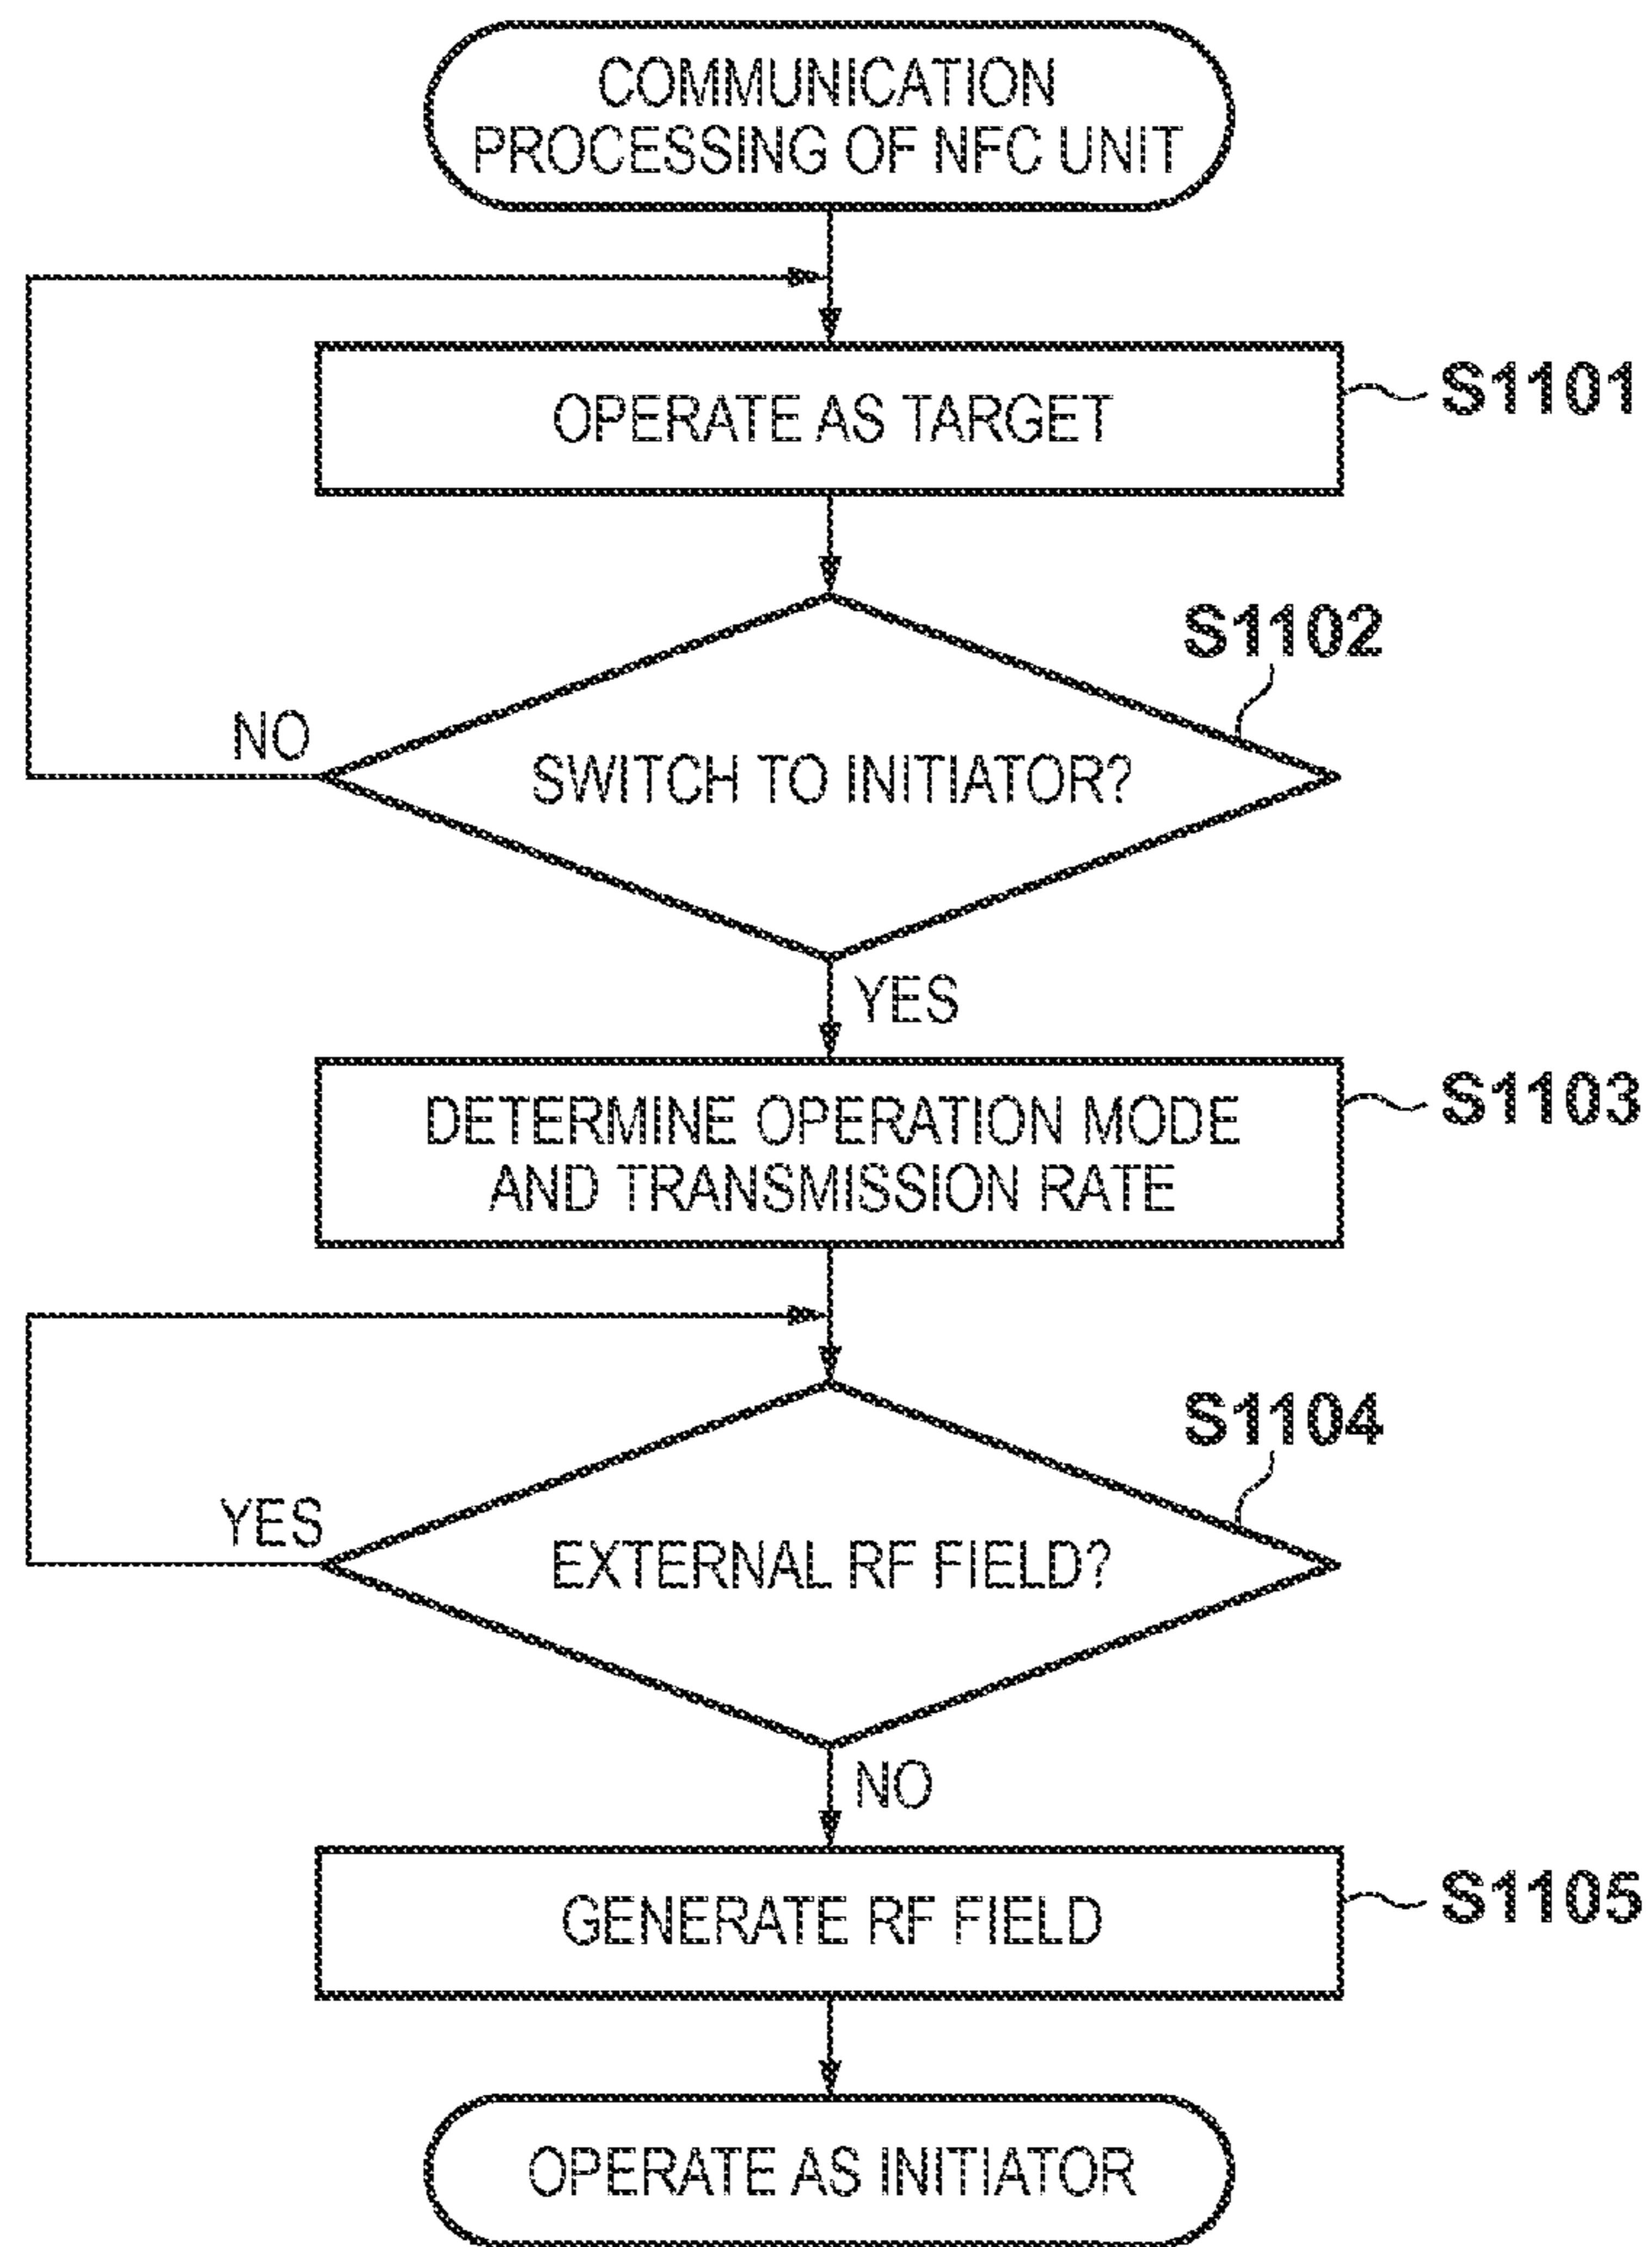 COMMUNICATION
PROCESSING OF NFC UNIT
OPERATE AS TARGET
S1101
S1102
NO
SWITCH TO INITIATOR?
YES
DETERMINE OPERATION MODE
AND TRANSMISSION RATE
S1103
S1104
YES
EXTERNAL RF FIELD?
NO
GENERATE RF FIELD
S1105
OPERATE AS INITIATOR